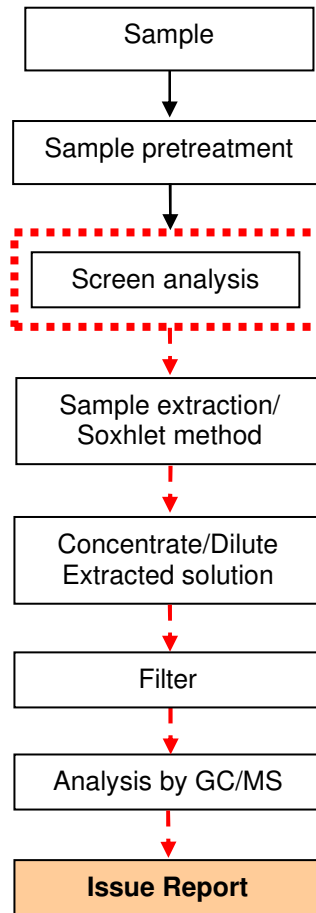 Sample
Sample pretreatment
Screen analysis
Sample extraction/
Soxhlet method
Concentrate/Dilute
Extracted solution
Filter
Analysis by GC/MS
Issue Report